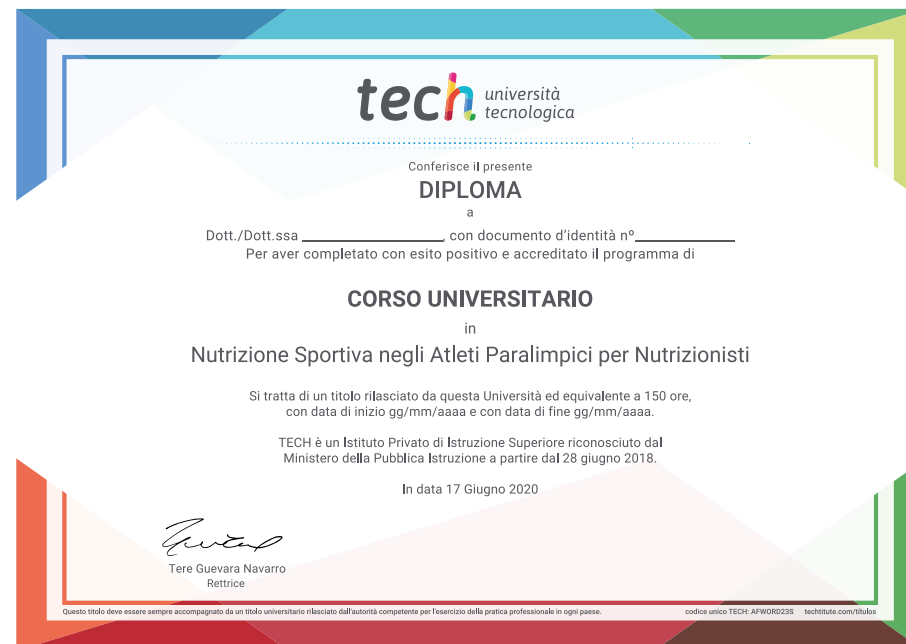 tech università
tecnologica
Conferisce il presente
DIPLOMA
a
Dott./Dott.ssa ____________________, con documento d'identità nº______________
Per aver completato con esito positivo e accreditato il programma di
CORSO UNIVERSITARIO
in
Nutrizione Sportiva negli Atleti Paralimpici per Nutrizionisti
Si tratta di un titolo rilasciato da questa Università ed equivalente a 150 ore,
con data di inizio gg/mm/aaaa e con data di fine gg/mm/aaaa.
TECH è un Istituto Privato di Istruzione Superiore riconosciuto dal
Ministero della Pubblica Istruzione a partire dal 28 giugno 2018.
In data 17 Giugno 2020
Tere Guevara Navarro
Rettrice
Questo titolo deve essere sempre accompagnato da un titolo universitario rilasciato dall'autorità competente per l'esercizio della pratica professionale in ogni paese. codice unico TECH: AFWORD23S techtitute.com/titulos